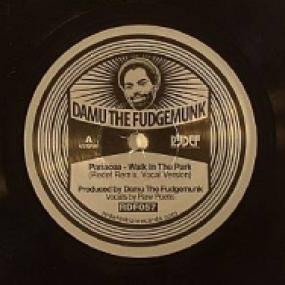 DAMU THE FUDGEMUNK
A
REDEF
Panacea - Walk In The Park
(Redef Remix, Vocal Version)
Produced by Damu The Fudgemunk
Vocals by Raw Poetic
RDF057